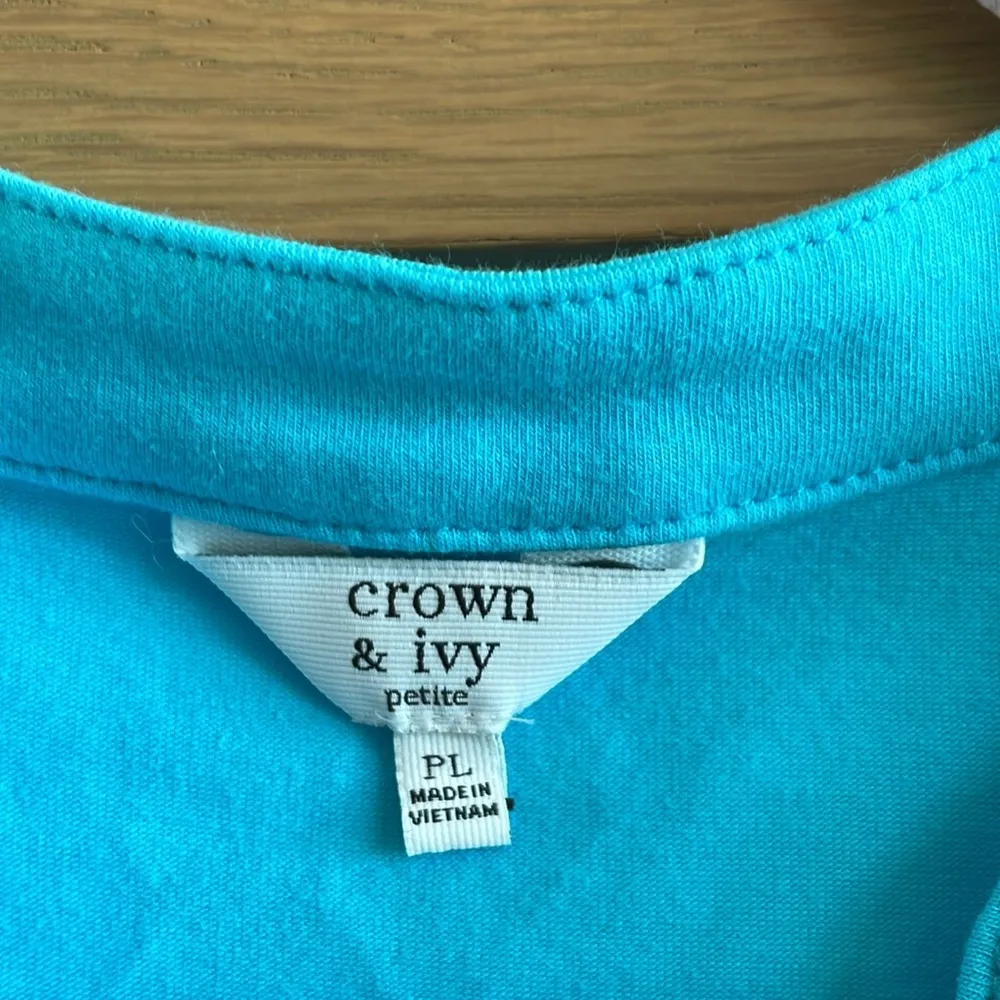 crown
& ivy
petite
PL
MADE IN
VIETNAM